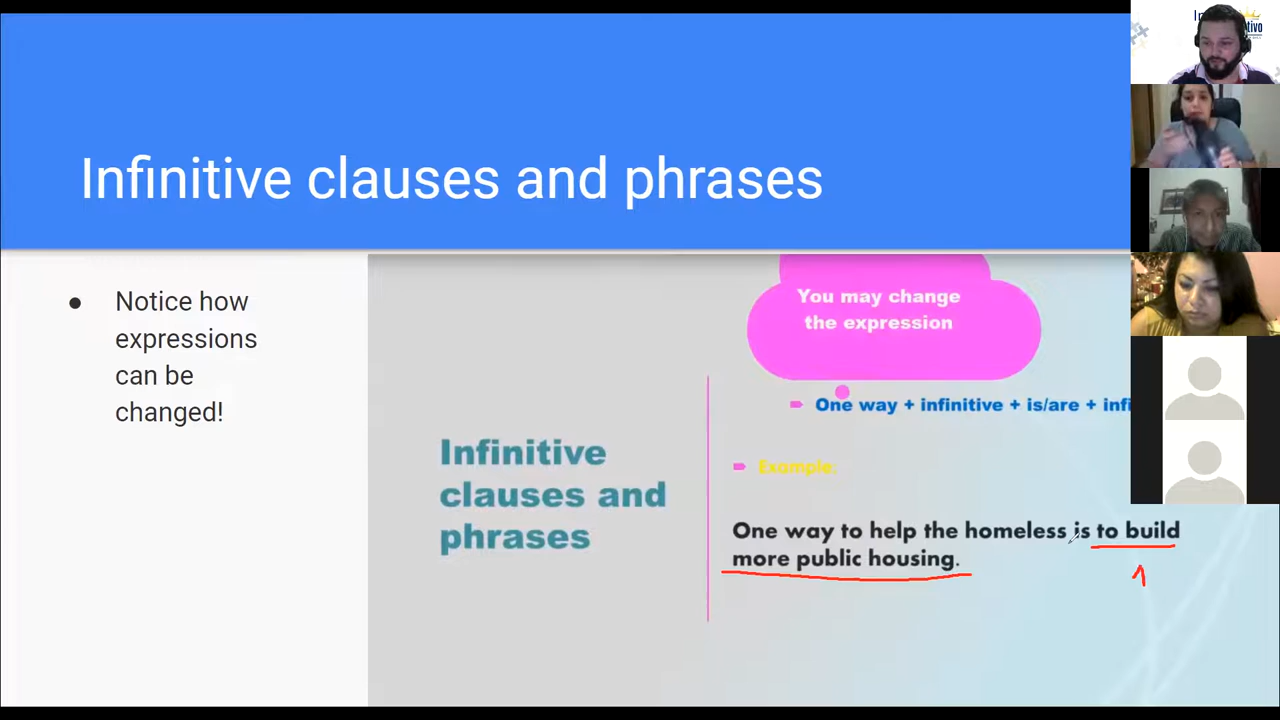 Infinitive clauses and phrases
Notice how
expressions
can be
changed!
You may change
the expression
One way + infinitive + is/are + infi
Infinitive
clauses and
phrases
Example:
One way to help the homeless is to build
more public housing.
1